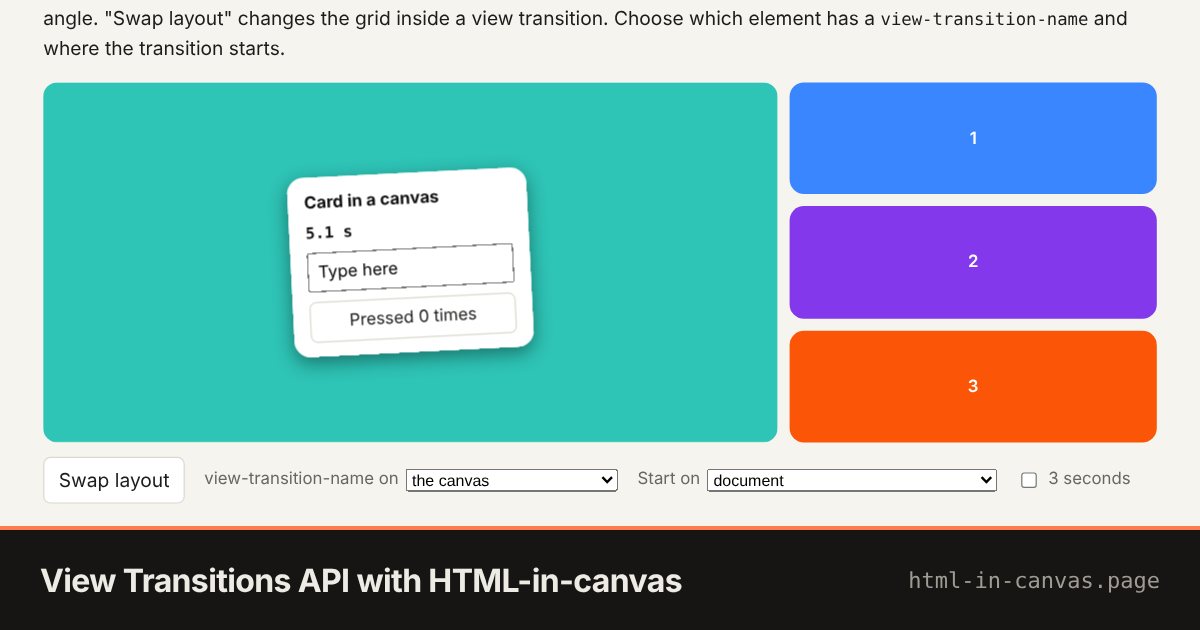 angle. "Swap layout" changes the grid inside a view transition. Choose which element has a view-transition-name and
where the transition starts.
Card in a canvas
5.1 s
Type here
Pressed 0 times
1
2
3
Swap layout
view-transition-name on
the canvas
Start on
document
3 seconds
View Transitions API with HTML-in-canvas
html-in-canvas.page